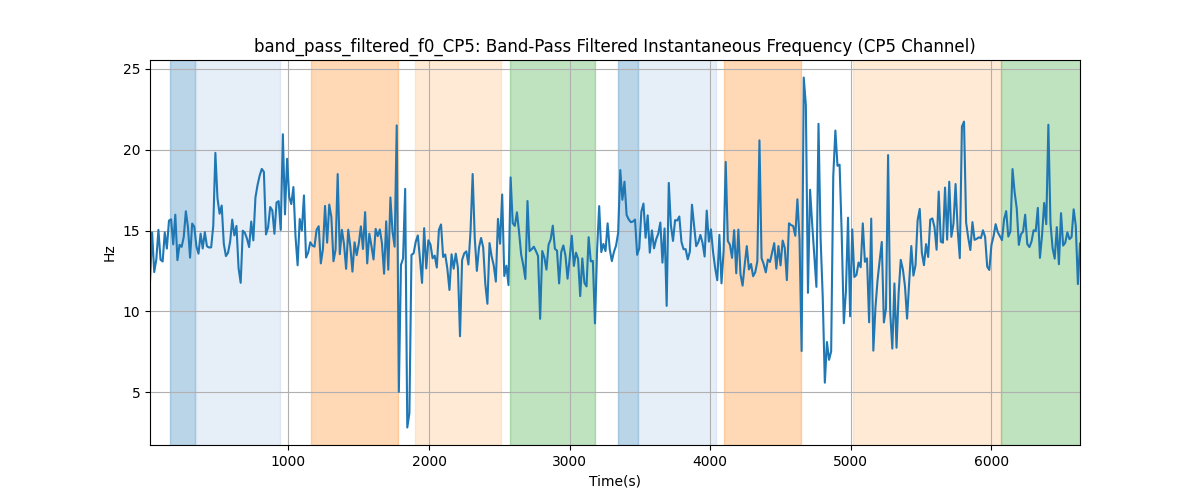 band_pass_filtered_f0_CP5: Band-Pass Filtered Instantaneous Frequency (CP5 Channel)
25
20
15
10
5
Hz
1000 2000 3000 4000 5000 6000
Time(s)